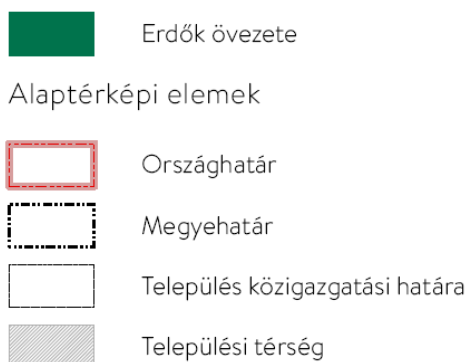 Erdők övezete
Alaptérképi elemek
Országhatár
Megyehatár
Település közigazgatási határa
Települési térség